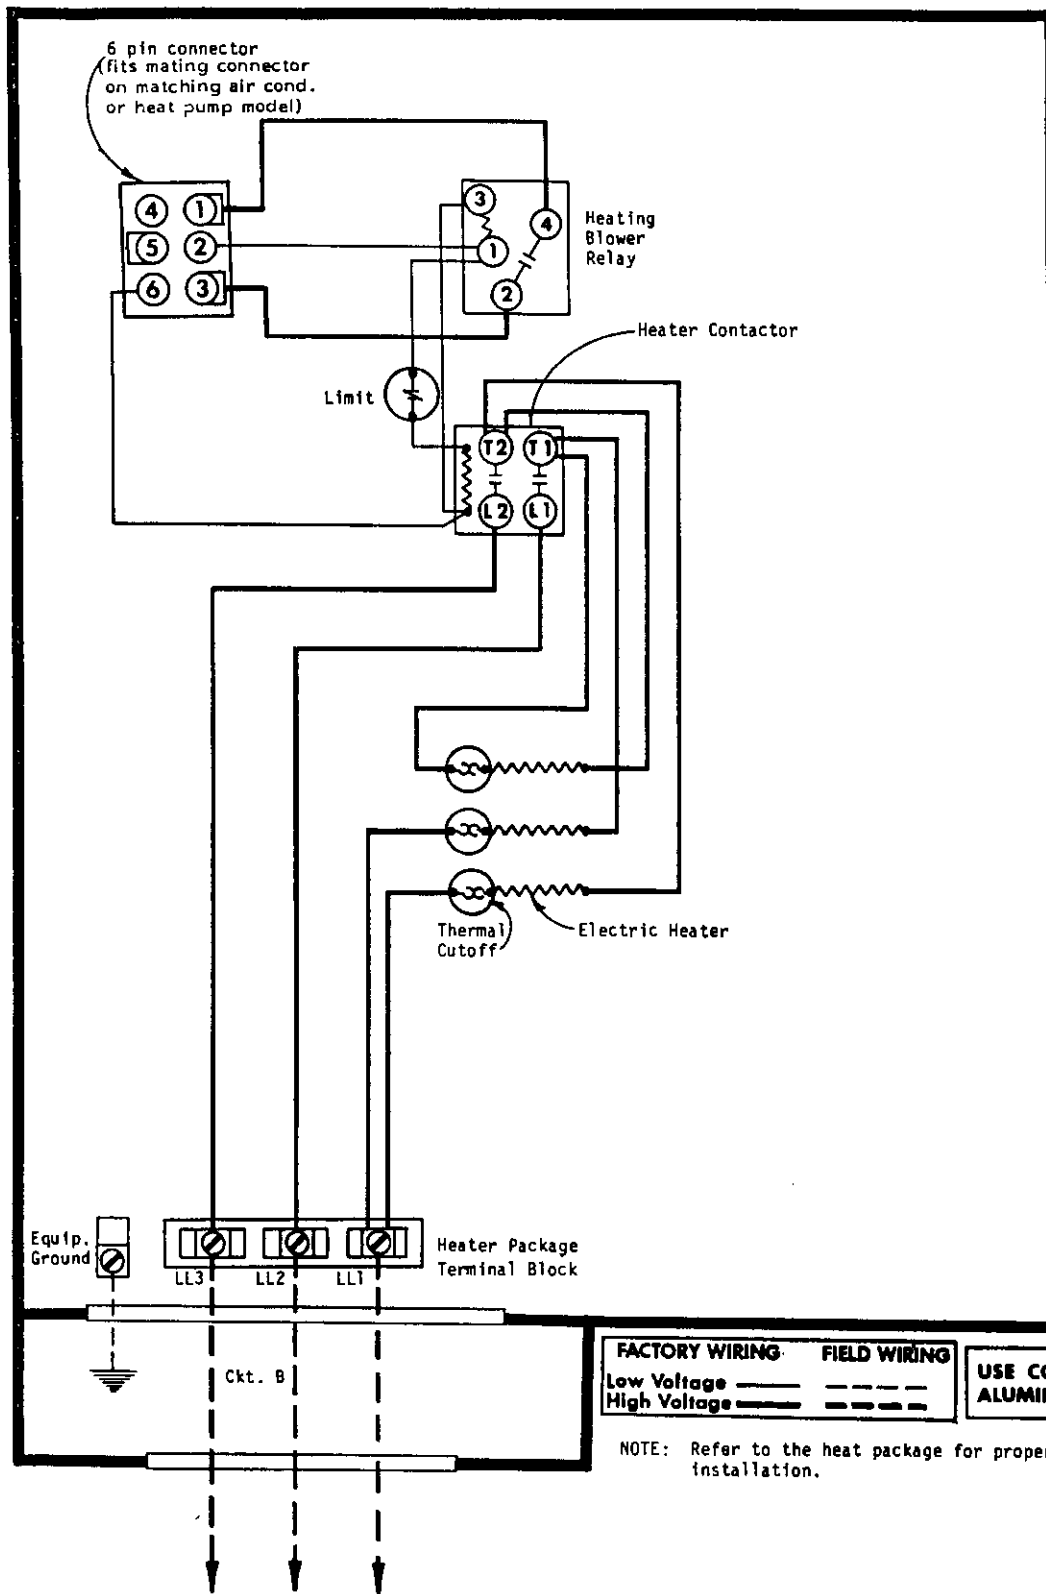 6 pin connector
(fits mating connector
on matching air cond.
or heat pump model)
4 1
5 2
6 3
3
4
1
2
Heating
Blower
Relay
Heater Contactor
Limit
T2 T1
L2 L1
Thermal
Cutoff
Electric Heater
Equip.
Ground
LL3 LL2 LL1
Heater Package
Terminal Block
Ckt. B
FACTORY WIRING FIELD WIRING
Low Voltage
High Voltage
USE CO
ALUMI
NOTE: Refer to the heat package for proper
installation.